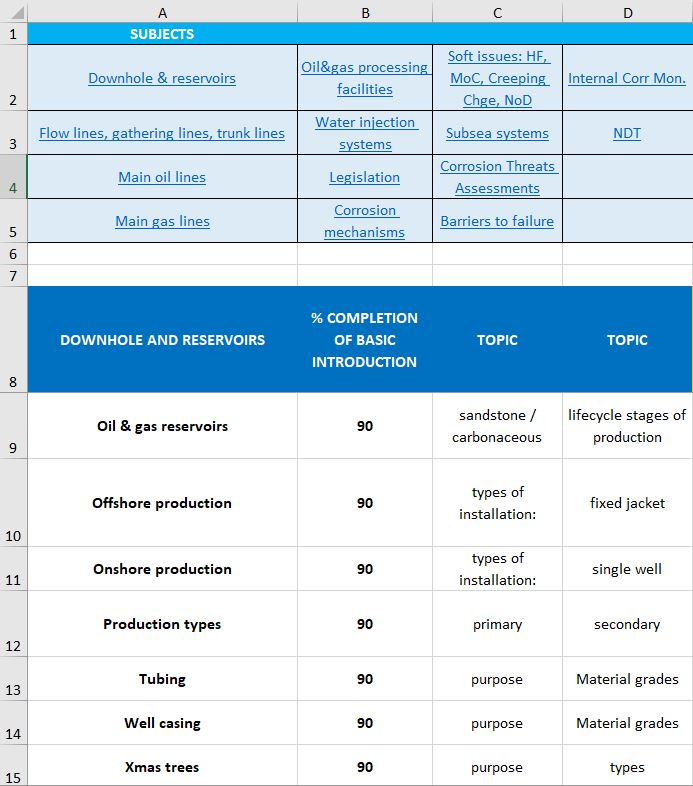 A B C D
1 SUBJECTS
2 Downhole & reservoirs Oil&gas processing facilities Soft issues: HF, MoC, Creeping Chge, NoD Internal Corr Mon.
3 Flow lines, gathering lines, trunk lines Water injection systems Subsea systems NDT
4 Main oil lines Legislation Corrosion Threats Assessments
5 Main gas lines Corrosion mechanisms Barriers to failure
6
7
8 DOWNHOLE AND RESERVOIRS % COMPLETION OF BASIC INTRODUCTION TOPIC TOPIC
9 Oil & gas reservoirs 90 sandstone / carbonaceous lifecycle stages of production
10 Offshore production 90 types of installation: fixed jacket
11 Onshore production 90 types of installation: single well
12 Production types 90 primary secondary
13 Tubing 90 purpose Material grades
14 Well casing 90 purpose Material grades
15 Xmas trees 90 purpose types